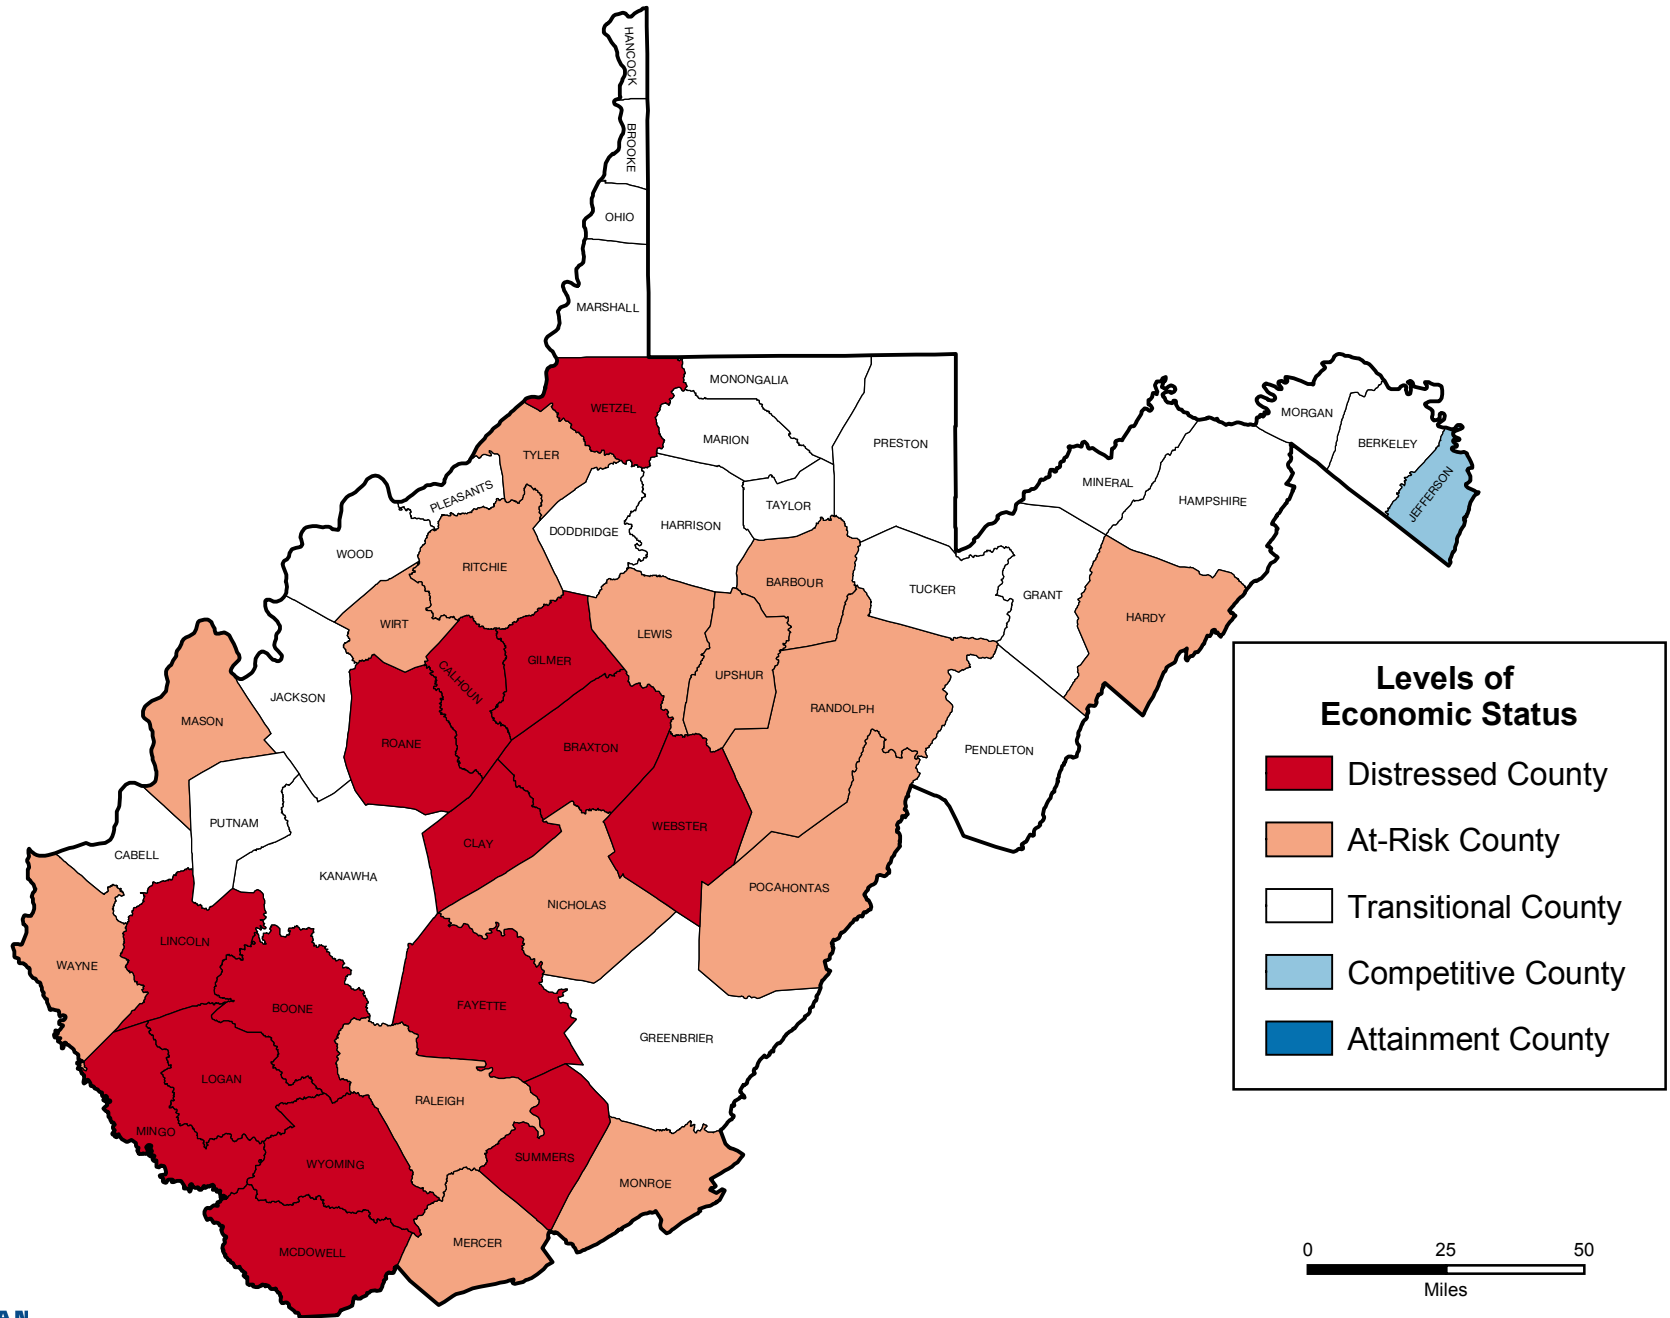 HANCOCK
BROOKE
OHIO
MARSHALL
WETZEL
MONONGALIA
MARION
PRESTON
TYLER
PLEASANTS
DODDRIDGE
HARRISON
TAYLOR
MINERAL
HAMPSHIRE
MORGAN
BERKELEY
JEFFERSON
WOOD
RITCHIE
WIRT
BARBOUR
TUCKER
GRANT
HARDY
LEWIS
UPSHUR
GILMER
CALHOUN
JACKSON
MASON
ROANE
BRAXTON
RANDOLPH
PENDLETON
PUTNAM
CABELL
KANAWHA
CLAY
WEBSTER
NICHOLAS
POCAHONTAS
WAYNE
LINCOLN
BOONE
FAYETTE
GREENBRIER
LOGAN
RALEIGH
MINGO
WYOMING
SUMMERS
MONROE
MCDOWELL
MERCER
Levels of
Economic Status
Distressed County
At-Risk County
Transitional County
Competitive County
Attainment County
0 25 50
Miles